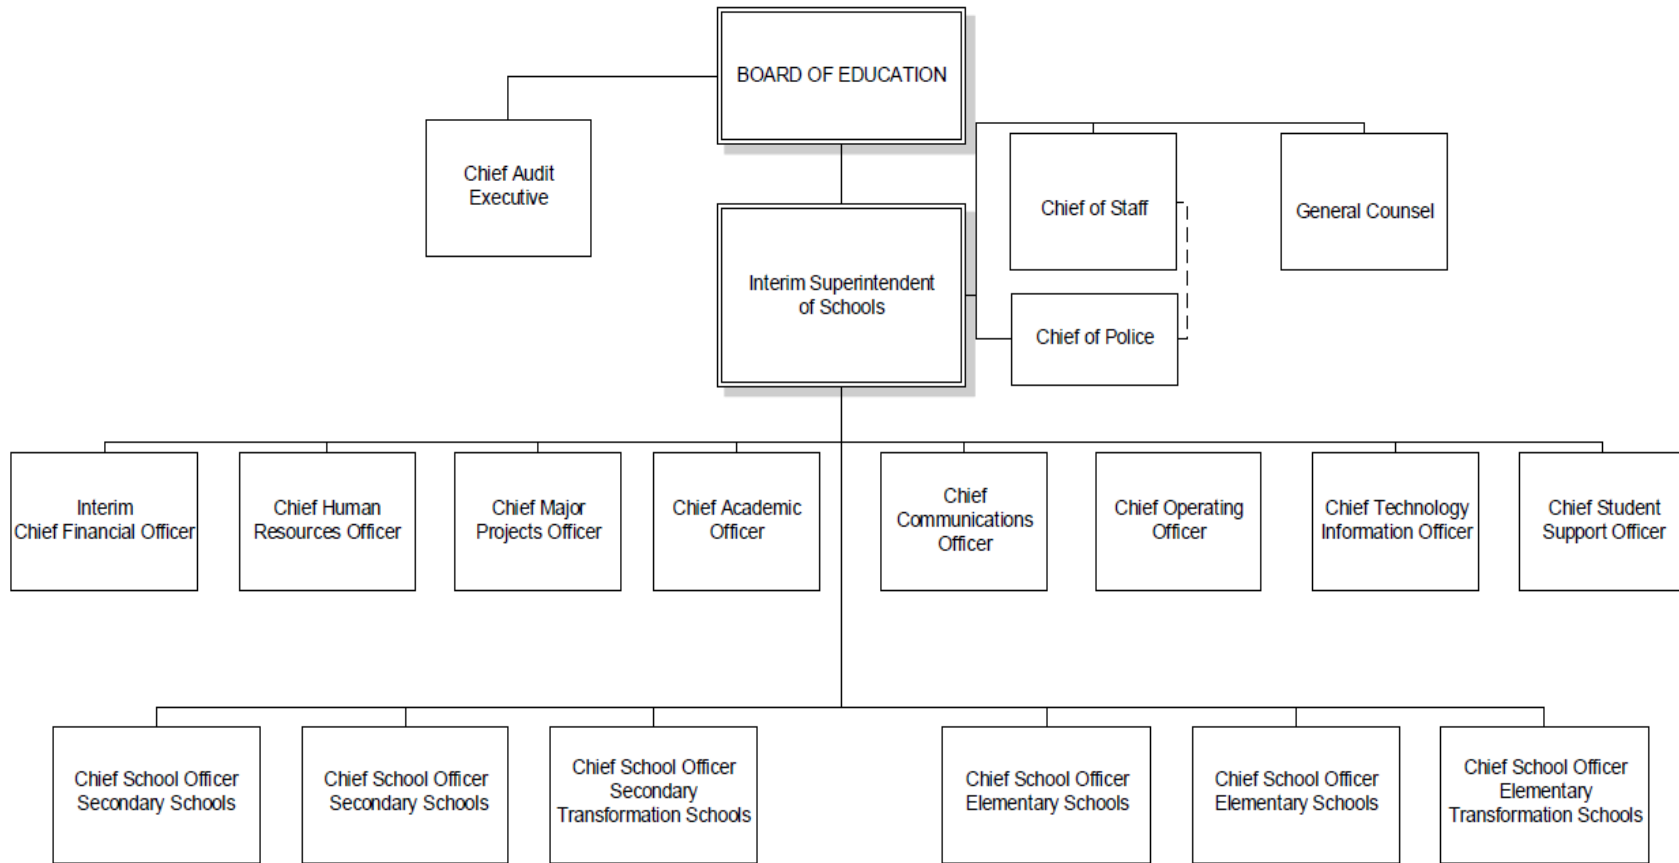 BOARD OF EDUCATION
Chief Audit
Executive
Chief of Staff
General Counsel
Interim Superintendent
of Schools
Chief of Police
Interim
Chief Financial Officer
Chief Human
Resources Officer
Chief Major
Projects Officer
Chief Academic
Officer
Chief
Communications
Officer
Chief Operating
Officer
Chief Technology
Information Officer
Chief Student
Support Officer
Chief School Officer
Secondary Schools
Chief School Officer
Secondary Schools
Chief School Officer
Secondary
Transformation Schools
Chief School Officer
Elementary Schools
Chief School Officer
Elementary Schools
Chief School Officer
Elementary
Transformation Schools